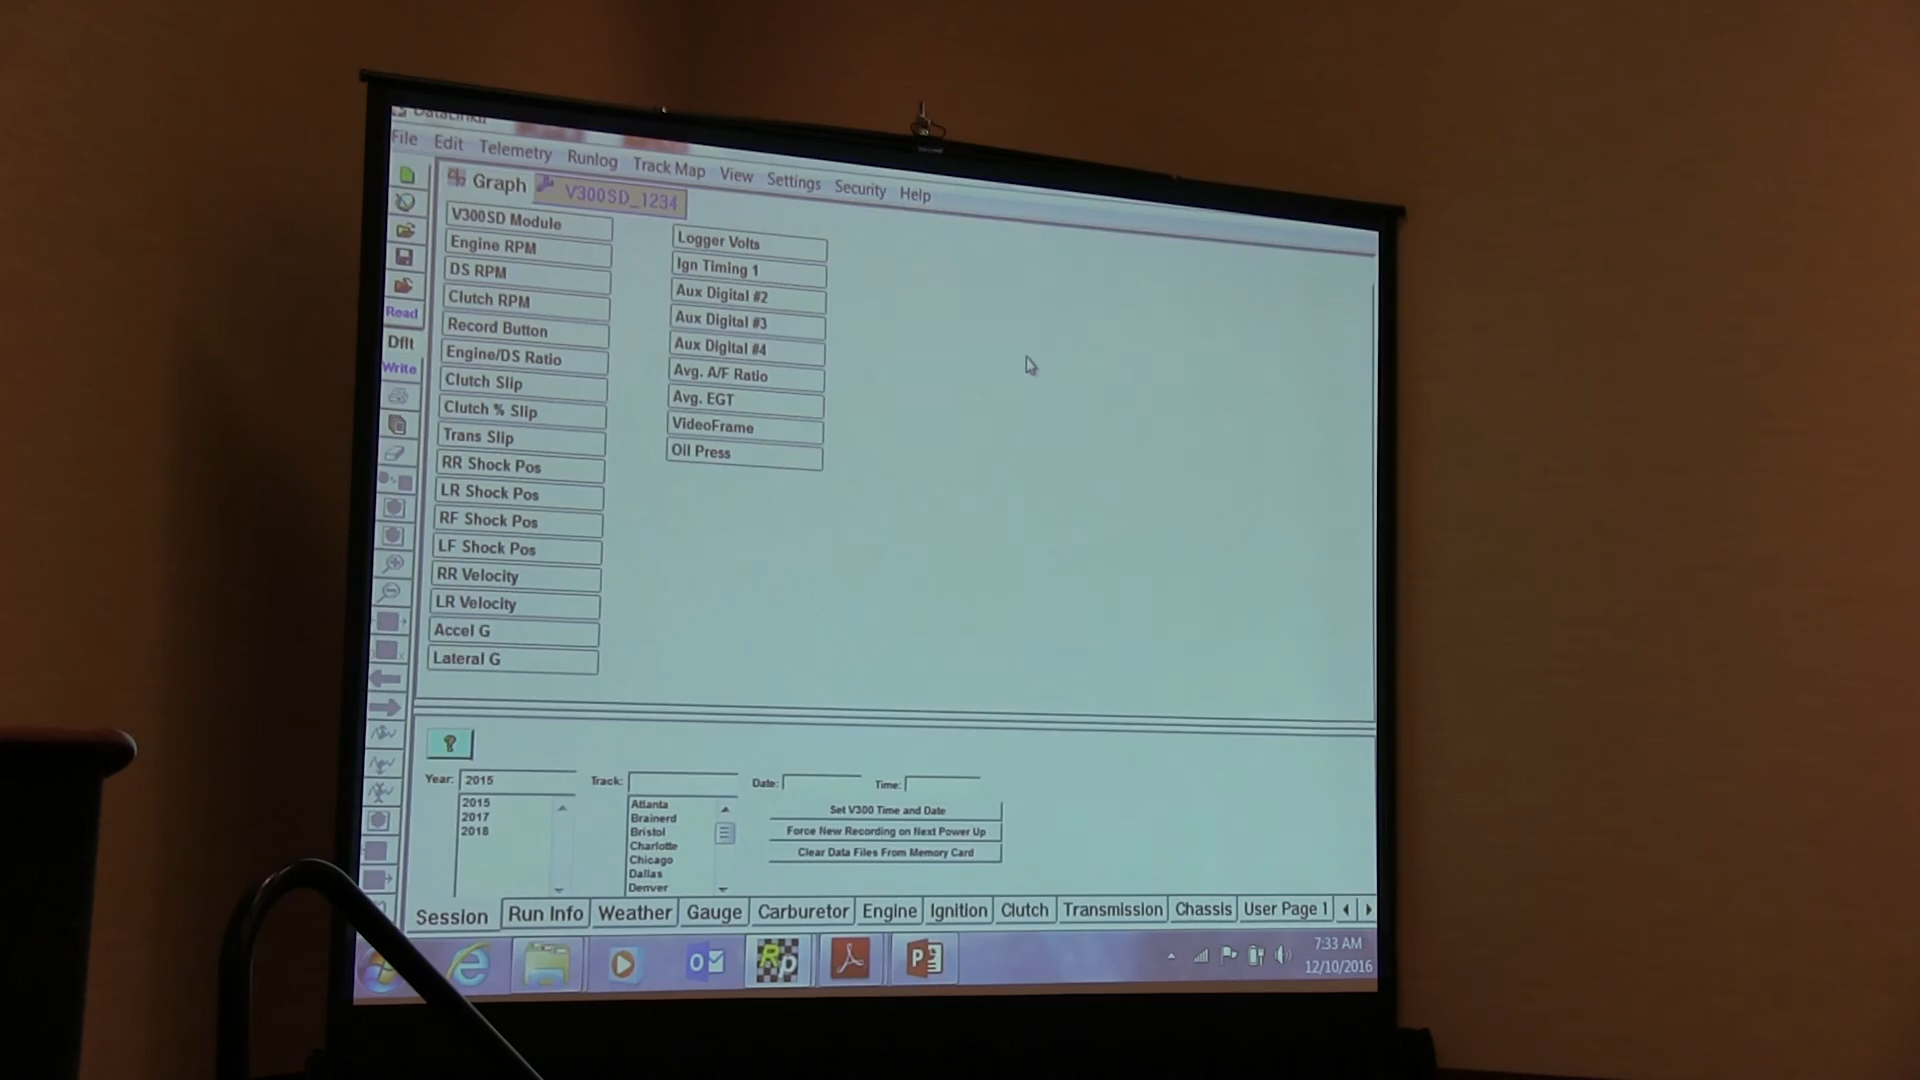 DataLinkII
File Edit Telemetry Runlog Track Map View Settings Security Help
Graph V300SD_1234
V300SD Module
Engine RPM
DS RPM
Clutch RPM
Record Button
Engine/DS Ratio
Clutch Slip
Clutch % Slip
Trans Slip
RR Shock Pos
LR Shock Pos
RF Shock Pos
LF Shock Pos
RR Velocity
LR Velocity
Accel G
Lateral G
Logger Volts
Ign Timing 1
Aux Digital #2
Aux Digital #3
Aux Digital #4
Avg. A/F Ratio
Avg. EGT
VideoFrame
Oil Press
Read
Dflt
Write
?
Year: 2015
2015
2017
2018
Track:
Atlanta
Brainerd
Bristol
Charlotte
Chicago
Dallas
Denver
Date: Time:
Set V300 Time and Date
Force New Recording on Next Power Up
Clear Data Files From Memory Card
Session Run Info Weather Gauge Carburetor Engine Ignition Clutch Transmission Chassis User Page 1
Rp
P
7:33 AM
12/10/2016